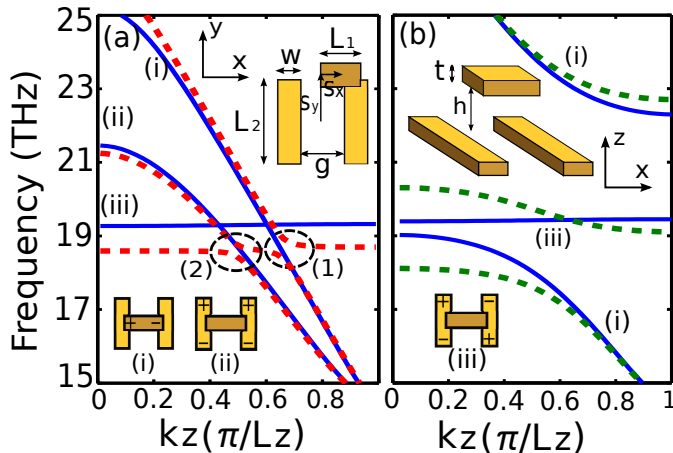 25
23
21
19
17
15
Frequency (THz)
(a)
(i)
(ii)
(iii)
y
x
w
L1
L2
sx
sy
g
(2)
(1)
+ −
(i)
+ +
− −
(ii)
0 0.2 0.4 0.6 0.8
kz(π/Lz)
(b)
(i)
t
h
z
x
(iii)
(i)
+ −
− +
(iii)
0 0.2 0.4 0.6 0.8 1
kz(π/Lz)